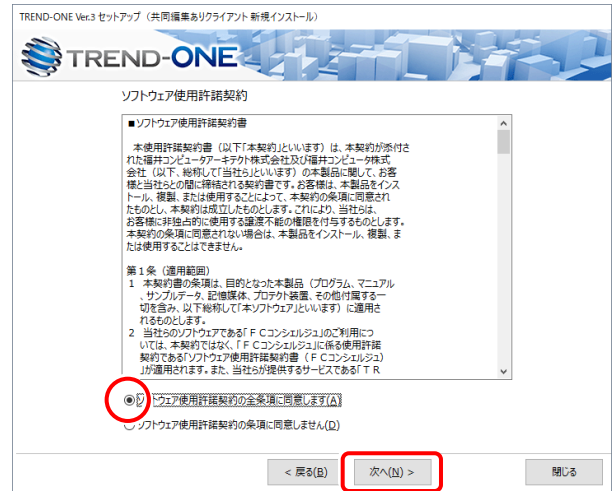 TREND-ONE Ver.3 セットアップ（共同編集ありクライアント 新規インストール）
TREND-ONE
ソフトウェア使用許諾契約
■ソフトウェア使用許諾契約書
本使用許諾契約書（以下「本契約」といいます）は、本契約が添付さ
れた福井コンピュータアーキテクト株式会社及び福井コンピュータ株式
会社（以下、総称して「当社ら」といいます）の本製品に関して、お客
様と当社らとの間に締結される契約書です。お客様は、本製品をインス
トール、複製、または使用することによって、本契約の条項に同意され
たものとし、本契約は成立したものとします。これにより、当社らは、
お客様に非独占的に使用する譲渡不能の権限を付与するものとします。
本契約の条項に同意されない場合は、本製品をインストール、複製、ま
たは使用することはできません。
第１条（適用範囲）
１　本契約書の条項は、目的となった本製品（プログラム、マニュアル
、サンプルデータ、記憶媒体、プロテクト装置、その他付属する一
切を含み、以下総称して「本ソフトウェア」といいます）に適用さ
れるものとします。
２　当社らのソフトウェアである「ＦＣコンシェルジュ」のご利用につ
いては、本契約ではなく、「ＦＣコンシェルジュ」に係る使用許諾
契約である「ソフトウェア使用許諾契約書（ＦＣコンシェルジュ）
」が適用されます。また、当社らが提供するサービスである「ＴＲ
ソフトウェア使用許諾契約の全条項に同意します(A)
ソフトウェア使用許諾契約の条項に同意しません(D)
< 戻る(B)　次へ(N) >　閉じる